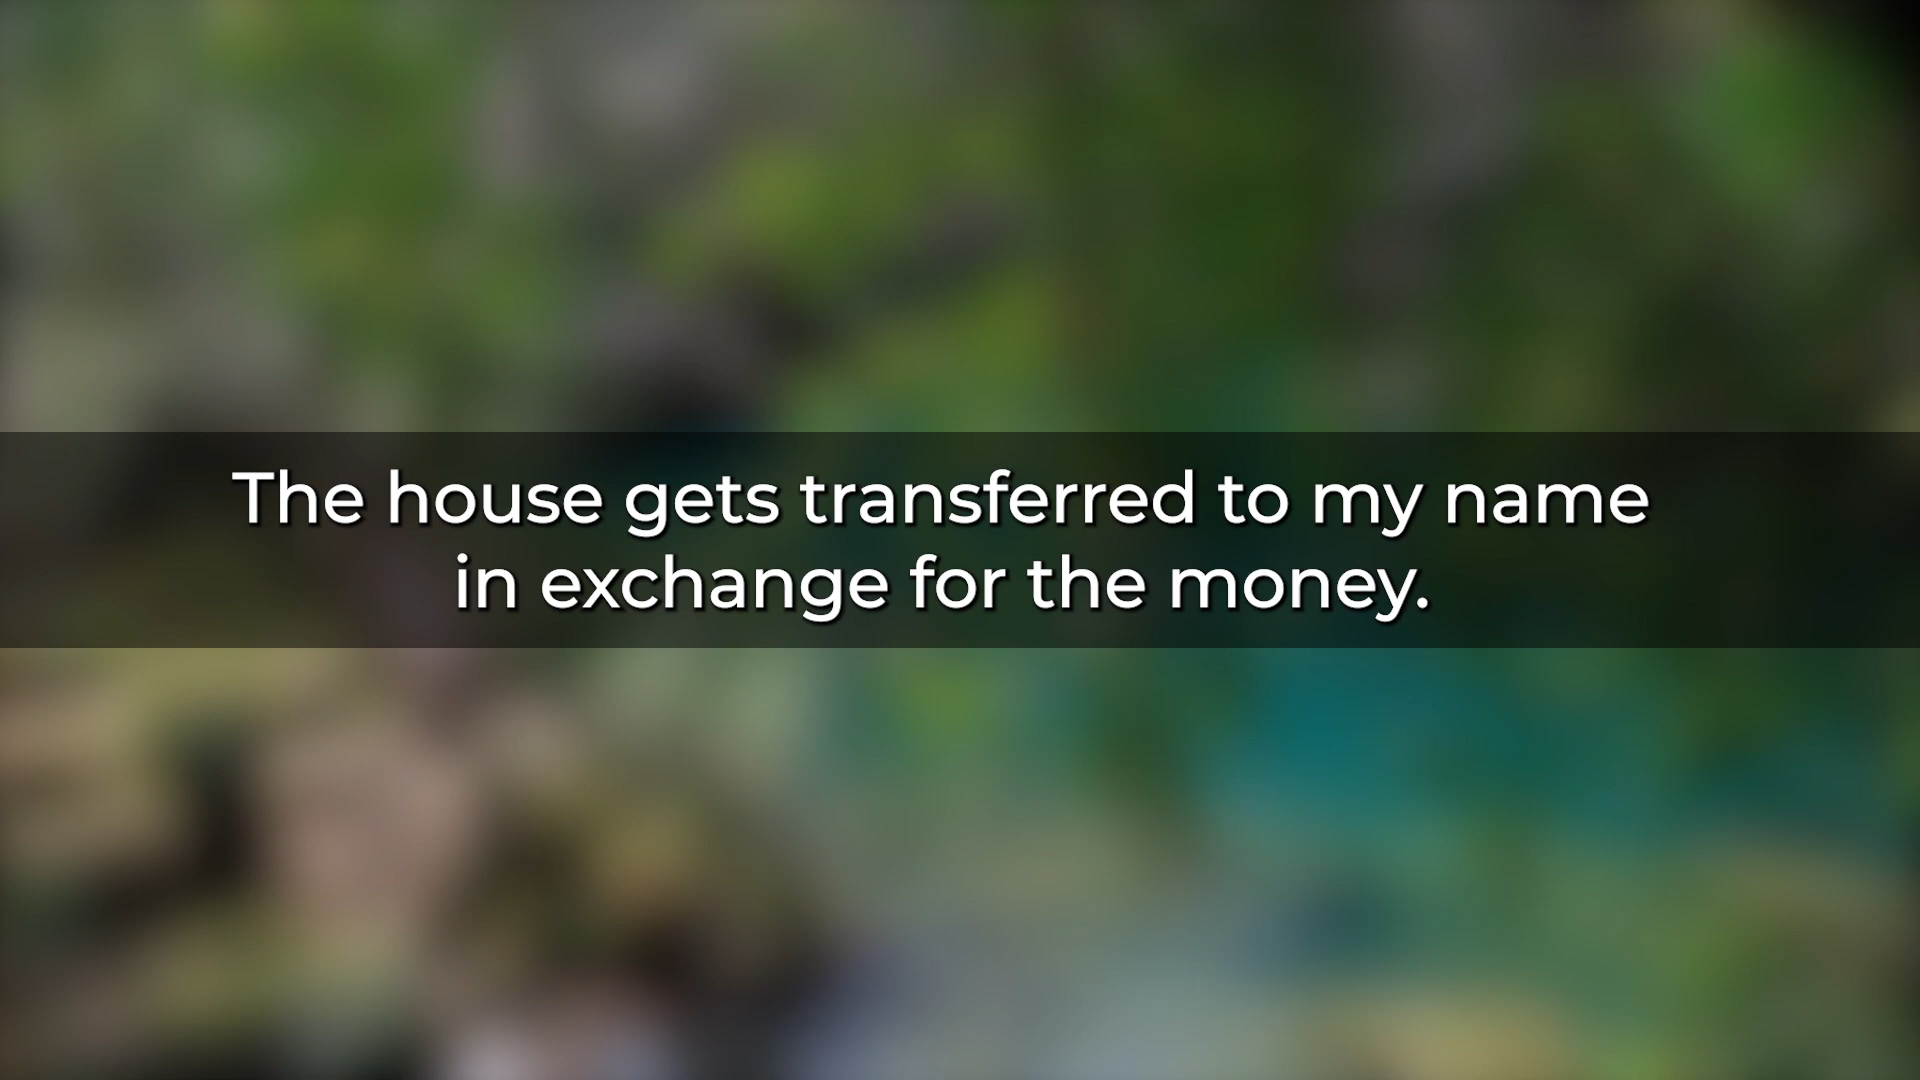 The house gets transferred to my name
in exchange for the money.